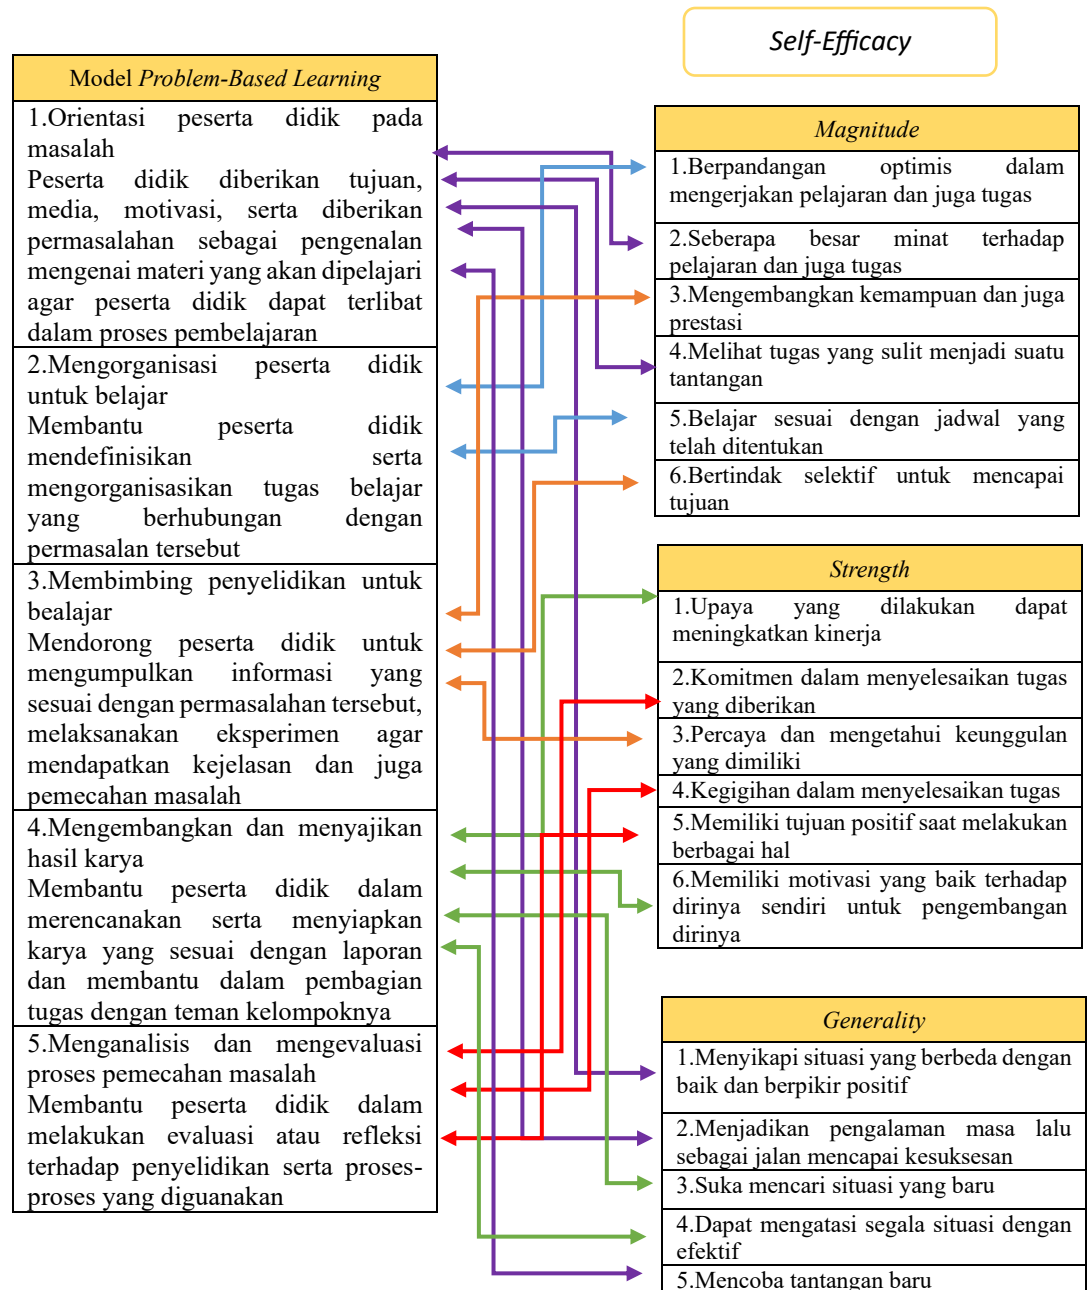 Self-Efficacy
Model Problem-Based Learning
1.Orientasi peserta didik pada
masalah
Peserta didik diberikan tujuan,
media, motivasi, serta diberikan
permasalahan sebagai pengenalan
mengenai materi yang akan dipelajari
agar peserta didik dapat terlibat
dalam proses pembelajaran
2.Mengorganisasi peserta didik
untuk belajar
Membantu peserta didik
mendefinisikan serta
mengorganisasikan tugas belajar
yang berhubungan dengan
permasalan tersebut
3.Membimbing penyelidikan untuk
bealajar
Mendorong peserta didik untuk
mengumpulkan informasi yang
sesuai dengan permasalahan tersebut,
melaksanakan eksperimen agar
mendapatkan kejelasan dan juga
pemecahan masalah
4.Mengembangkan dan menyajikan
hasil karya
Membantu peserta didik dalam
merencanakan serta menyiapkan
karya yang sesuai dengan laporan
dan membantu dalam pembagian
tugas dengan teman kelompoknya
5.Menganalisis dan mengevaluasi
proses pemecahan masalah
Membantu peserta didik dalam
melakukan evaluasi atau refleksi
terhadap penyelidikan serta proses-
proses yang diguanakan
Magnitude
1.Berpandangan optimis dalam
mengerjakan pelajaran dan juga tugas
2.Seberapa besar minat terhadap
pelajaran dan juga tugas
3.Mengembangkan kemampuan dan juga
prestasi
4.Melihat tugas yang sulit menjadi suatu
tantangan
5.Belajar sesuai dengan jadwal yang
telah ditentukan
6.Bertindak selektif untuk mencapai
tujuan
Strength
1.Upaya yang dilakukan dapat
meningkatkan kinerja
2.Komitmen dalam menyelesaikan tugas
yang diberikan
3.Percaya dan mengetahui keunggulan
yang dimiliki
4.Kegigihan dalam menyelesaikan tugas
5.Memiliki tujuan positif saat melakukan
berbagai hal
6.Memiliki motivasi yang baik terhadap
dirinya sendiri untuk pengembangan
dirinya
Generality
1.Menyikapi situasi yang berbeda dengan
baik dan berpikir positif
2.Menjadikan pengalaman masa lalu
sebagai jalan mencapai kesuksesan
3.Suka mencari situasi yang baru
4.Dapat mengatasi segala situasi dengan
efektif
5.Mencoba tantangan baru